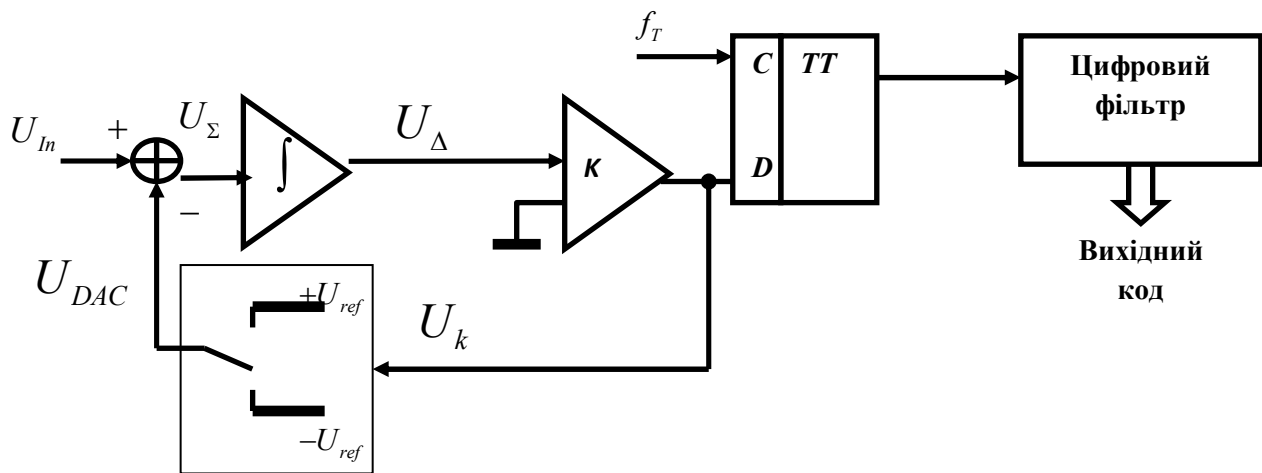 f_T
C TT
Цифровий
фільтр
U_In
+
U_Σ
∫
U_Δ
K
D
−
Вихідний
код
U_DAC
+U_ref
U_k
−U_ref